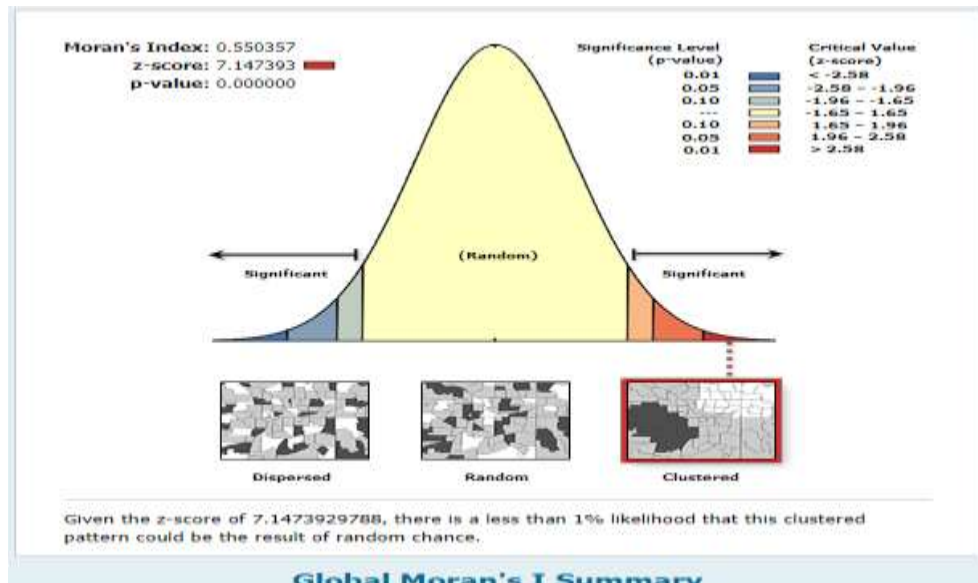 Moran's Index: 0.550357
z-score: 7.147393
p-value: 0.000000
Significance Level (p-value)
Critical Value (z-score)
0.01 < -2.58
0.05 -2.58 – -1.96
0.10 -1.96 – -1.65
--- -1.65 – 1.65
0.10 1.65 – 1.96
0.05 1.96 – 2.58
0.01 > 2.58
Significant
(Random)
Significant
Dispersed
Random
Clustered
Given the z-score of 7.1473929788, there is a less than 1% likelihood that this clustered
pattern could be the result of random chance.
Global Moran's I Summary